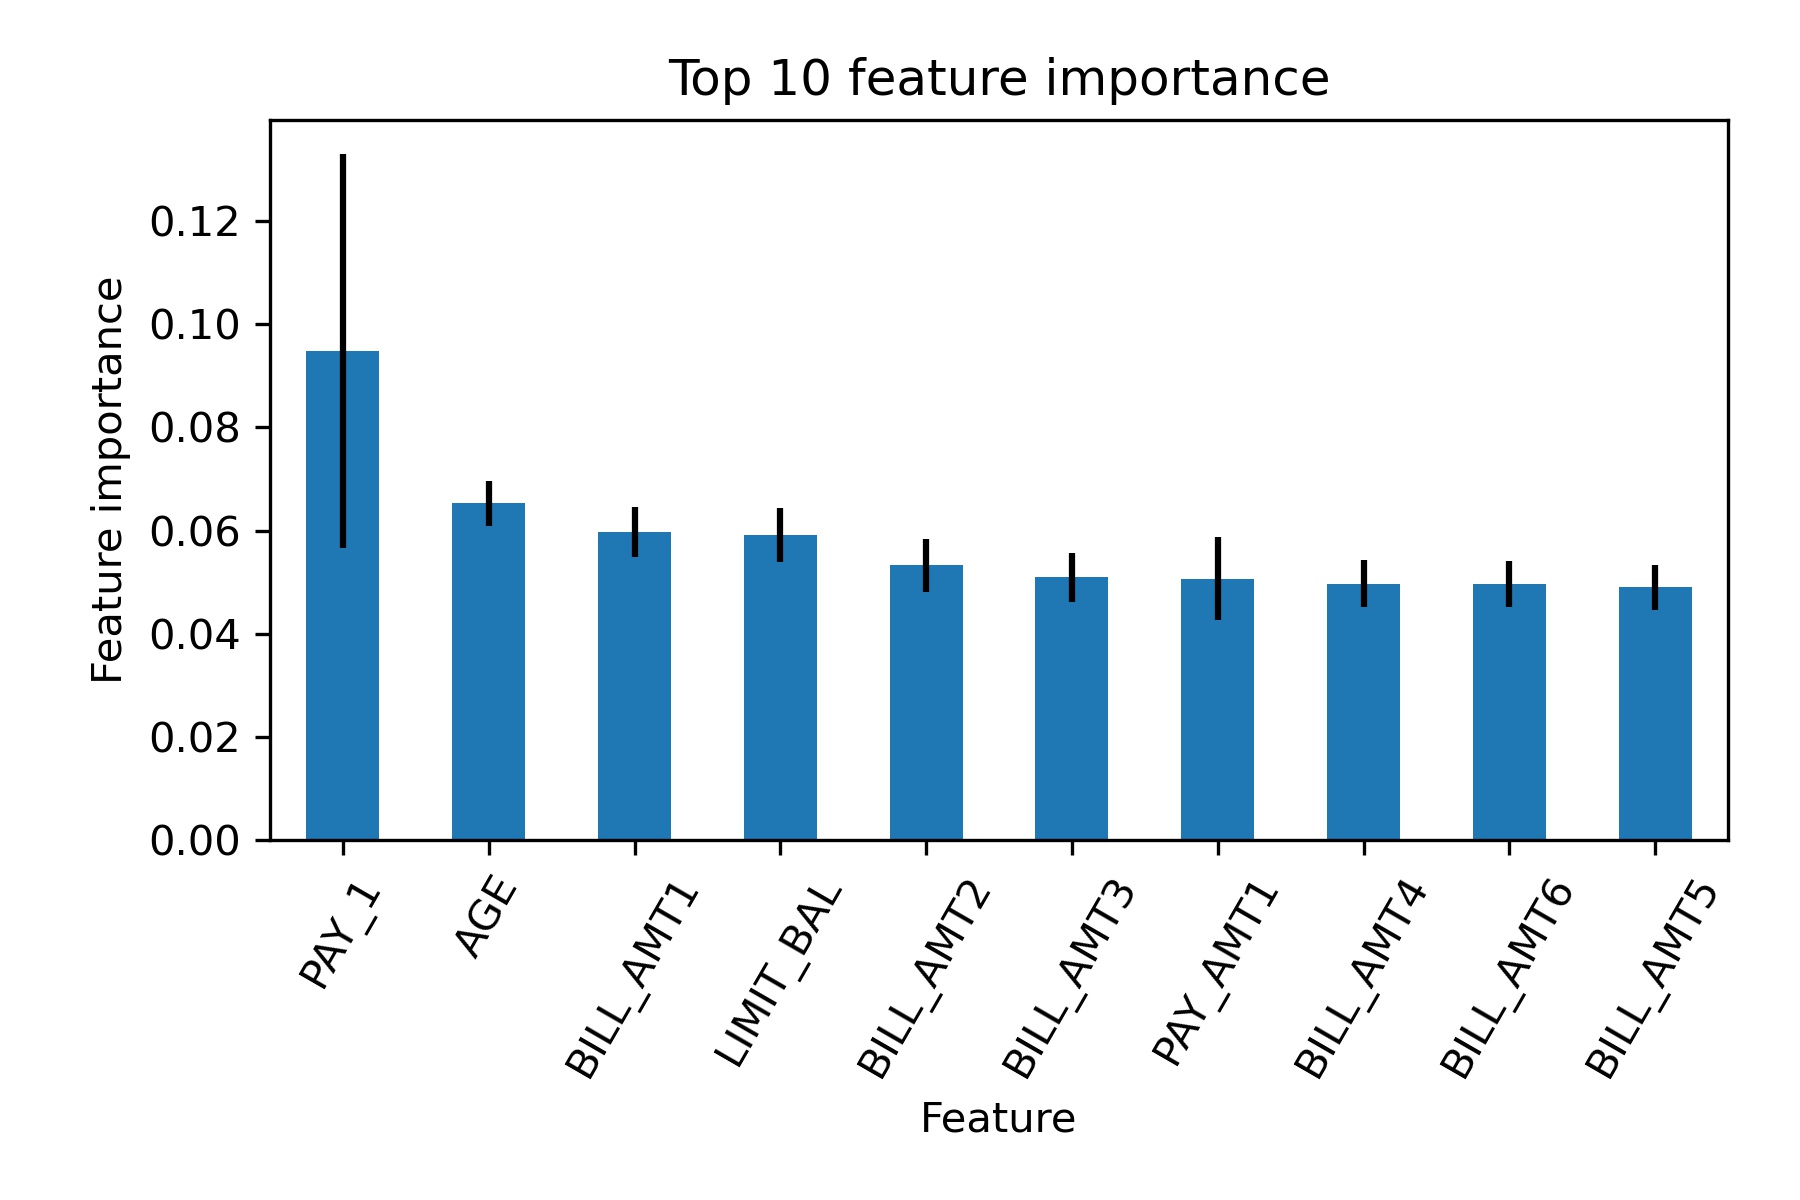 Top 10 feature importance
Feature importance
0.12
0.10
0.08
0.06
0.04
0.02
0.00
PAY_1
AGE
BILL_AMT1
LIMIT_BAL
BILL_AMT2
BILL_AMT3
PAY_AMT1
BILL_AMT4
BILL_AMT6
BILL_AMT5
Feature